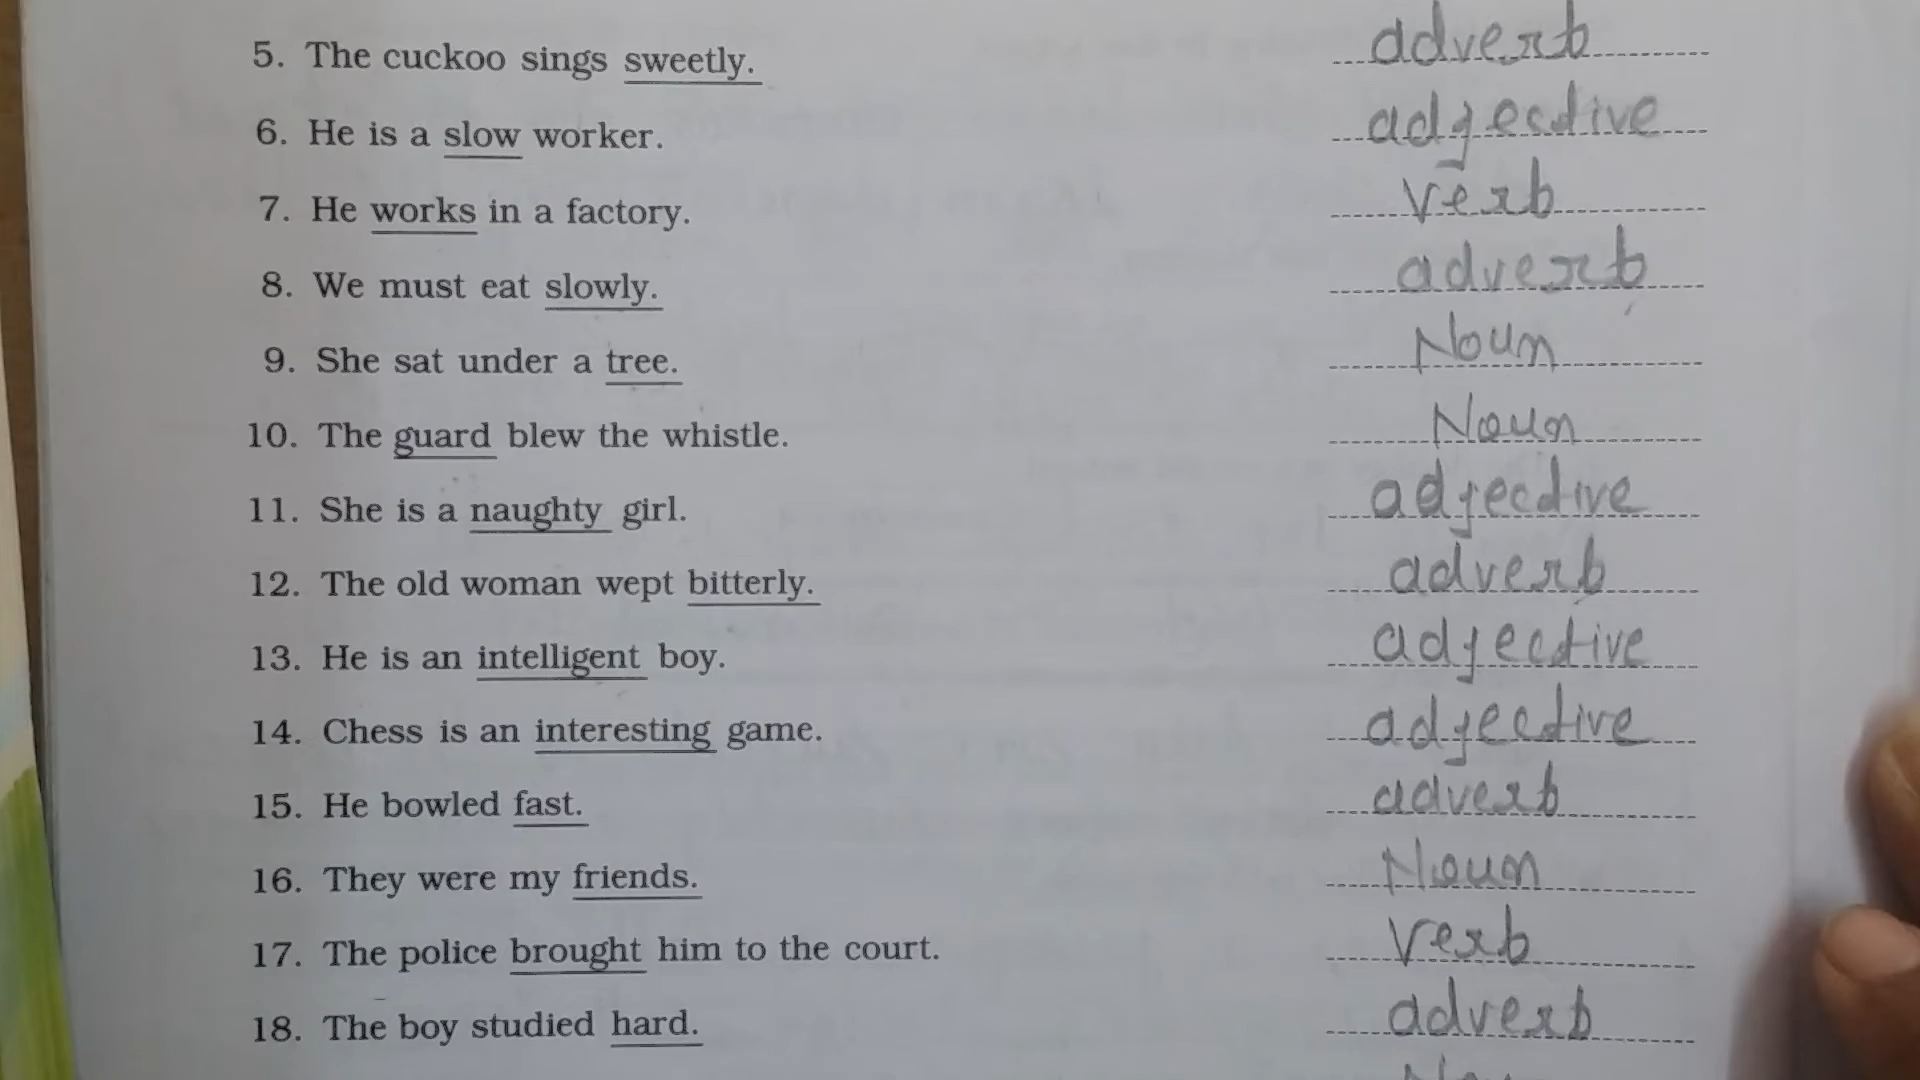 5. The cuckoo sings sweetly. adverb
6. He is a slow worker. adjective
7. He works in a factory. Verb
8. We must eat slowly. adverb
9. She sat under a tree. Noun
10. The guard blew the whistle. Noun
11. She is a naughty girl. adjective
12. The old woman wept bitterly. adverb
13. He is an intelligent boy. adjective
14. Chess is an interesting game. adjective
15. He bowled fast. adverb
16. They were my friends. Noun
17. The police brought him to the court. Verb
18. The boy studied hard. adverb